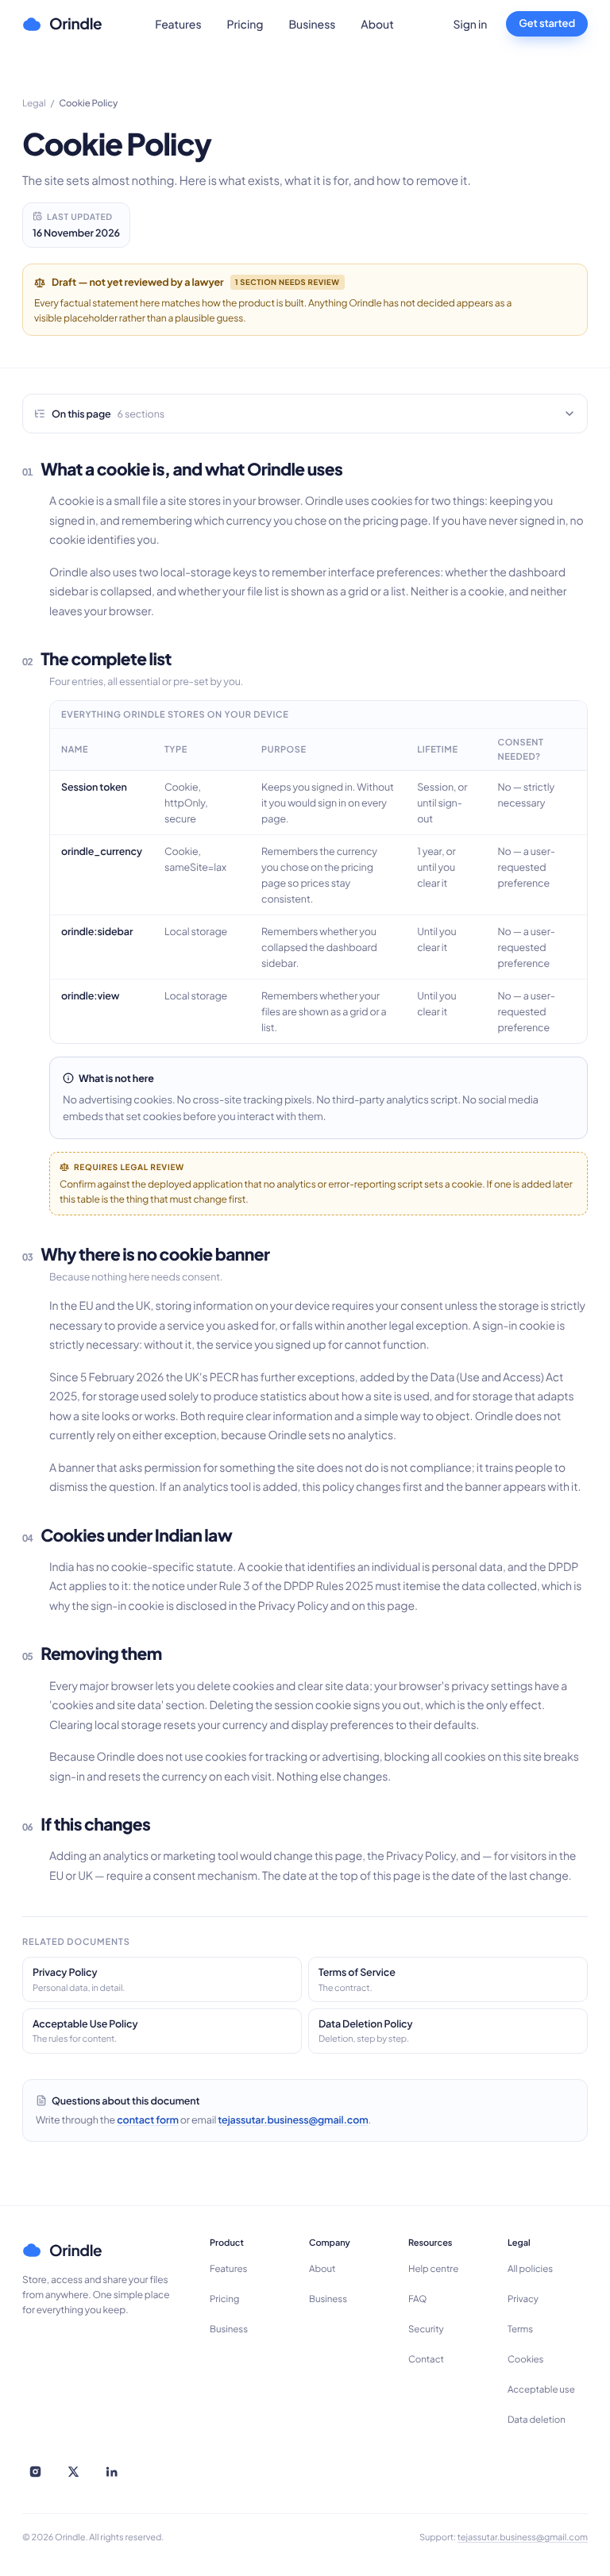 Orindle
Features
Pricing
Business
About
Sign in
Get started
Legal / Cookie Policy
Cookie Policy
The site sets almost nothing. Here is what exists, what it is for, and how to remove it.
LAST UPDATED
16 November 2026
Draft — not yet reviewed by a lawyer
1 SECTION NEEDS REVIEW
Every factual statement here matches how the product is built. Anything Orindle has not decided appears as a
visible placeholder rather than a plausible guess.
On this page 6 sections
01 What a cookie is, and what Orindle uses
A cookie is a small file a site stores in your browser. Orindle uses cookies for two things: keeping you
signed in, and remembering which currency you chose on the pricing page. If you have never signed in, no
cookie identifies you.
Orindle also uses two local-storage keys to remember interface preferences: whether the dashboard
sidebar is collapsed, and whether your file list is shown as a grid or a list. Neither is a cookie, and neither
leaves your browser.
02 The complete list
Four entries, all essential or pre-set by you.
EVERYTHING ORINDLE STORES ON YOUR DEVICE
NAME
TYPE
PURPOSE
LIFETIME
CONSENT
NEEDED?
Session token
Cookie,
httpOnly,
secure
Keeps you signed in. Without
it you would sign in on every
page.
Session, or
until sign-
out
No — strictly
necessary
orindle_currency
Cookie,
sameSite=lax
Remembers the currency
you chose on the pricing
page so prices stay
consistent.
1 year, or
until you
clear it
No — a user-
requested
preference
orindle:sidebar
Local storage
Remembers whether you
collapsed the dashboard
sidebar.
Until you
clear it
No — a user-
requested
preference
orindle:view
Local storage
Remembers whether your
files are shown as a grid or a
list.
Until you
clear it
No — a user-
requested
preference
What is not here
No advertising cookies. No cross-site tracking pixels. No third-party analytics script. No social media
embeds that set cookies before you interact with them.
REQUIRES LEGAL REVIEW
Confirm against the deployed application that no analytics or error-reporting script sets a cookie. If one is added later
this table is the thing that must change first.
03 Why there is no cookie banner
Because nothing here needs consent.
In the EU and the UK, storing information on your device requires your consent unless the storage is strictly
necessary to provide a service you asked for, or falls within another legal exception. A sign-in cookie is
strictly necessary: without it, the service you signed up for cannot function.
Since 5 February 2026 the UK's PECR has further exceptions, added by the Data (Use and Access) Act
2025, for storage used solely to produce statistics about how a site is used, and for storage that adapts
how a site looks or works. Both require clear information and a simple way to object. Orindle does not
currently rely on either exception, because Orindle sets no analytics.
A banner that asks permission for something the site does not do is not compliance; it trains people to
dismiss the question. If an analytics tool is added, this policy changes first and the banner appears with it.
04 Cookies under Indian law
India has no cookie-specific statute. A cookie that identifies an individual is personal data, and the DPDP
Act applies to it: the notice under Rule 3 of the DPDP Rules 2025 must itemise the data collected, which is
why the sign-in cookie is disclosed in the Privacy Policy and on this page.
05 Removing them
Every major browser lets you delete cookies and clear site data; your browser's privacy settings have a
'cookies and site data' section. Deleting the session cookie signs you out, which is the only effect.
Clearing local storage resets your currency and display preferences to their defaults.
Because Orindle does not use cookies for tracking or advertising, blocking all cookies on this site breaks
sign-in and resets the currency on each visit. Nothing else changes.
06 If this changes
Adding an analytics or marketing tool would change this page, the Privacy Policy, and — for visitors in the
EU or UK — require a consent mechanism. The date at the top of this page is the date of the last change.
RELATED DOCUMENTS
Privacy Policy
Personal data, in detail.
Terms of Service
The contract.
Acceptable Use Policy
The rules for content.
Data Deletion Policy
Deletion, step by step.
Questions about this document
Write through the contact form or email tejassutar.business@gmail.com.
Orindle
Store, access and share your files
from anywhere. One simple place
for everything you keep.
Product
Features
Pricing
Business
Company
About
Business
Resources
Help centre
FAQ
Security
Contact
Legal
All policies
Privacy
Terms
Cookies
Acceptable use
Data deletion
© 2026 Orindle. All rights reserved.
Support: tejassutar.business@gmail.com